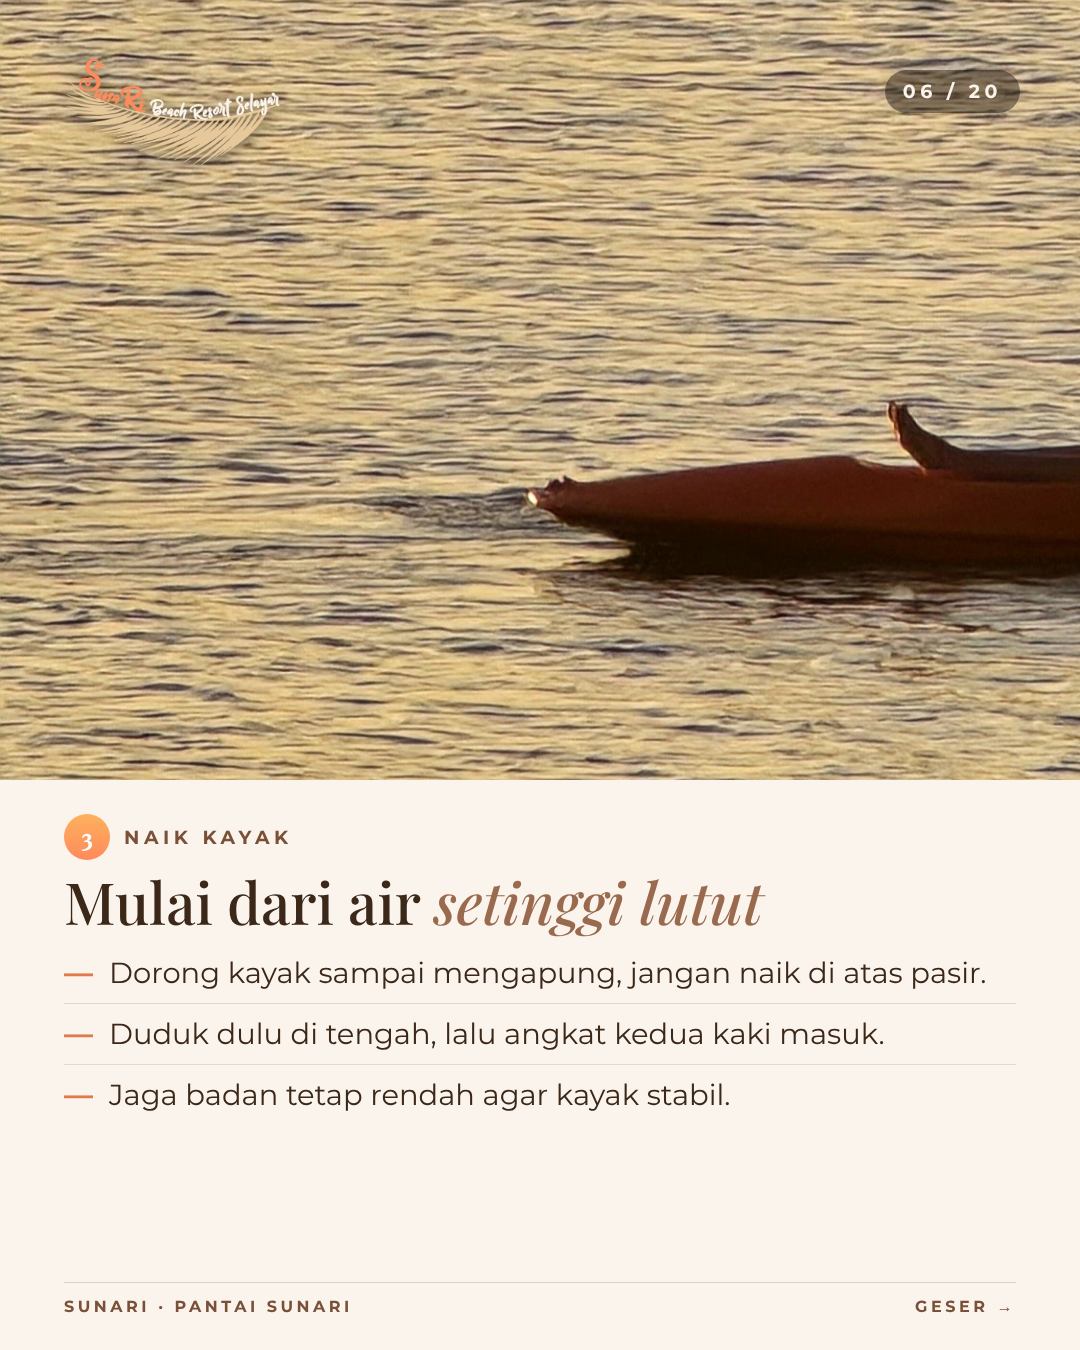 SunaRi Beach Resort Selayar
06 / 20
3 NAIK KAYAK
Mulai dari air setinggi lutut
— Dorong kayak sampai mengapung, jangan naik di atas pasir.
— Duduk dulu di tengah, lalu angkat kedua kaki masuk.
— Jaga badan tetap rendah agar kayak stabil.
SUNARI · PANTAI SUNARI
GESER →